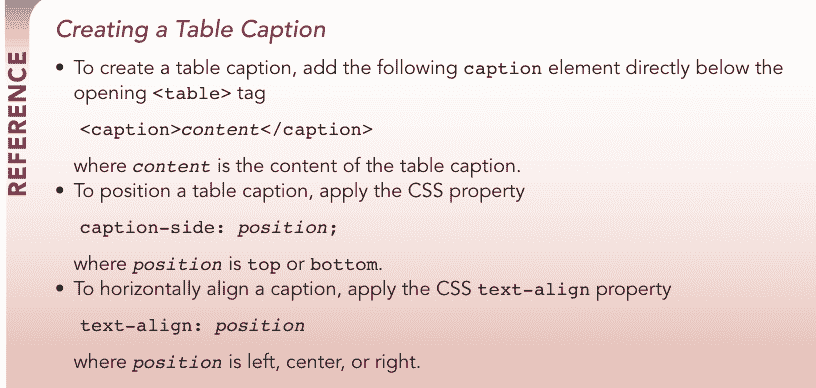 REFERENCE
Creating a Table Caption
• To create a table caption, add the following caption element directly below the
opening <table> tag
<caption>content</caption>
where content is the content of the table caption.
• To position a table caption, apply the CSS property
caption-side: position;
where position is top or bottom.
• To horizontally align a caption, apply the CSS text-align property
text-align: position
where position is left, center, or right.